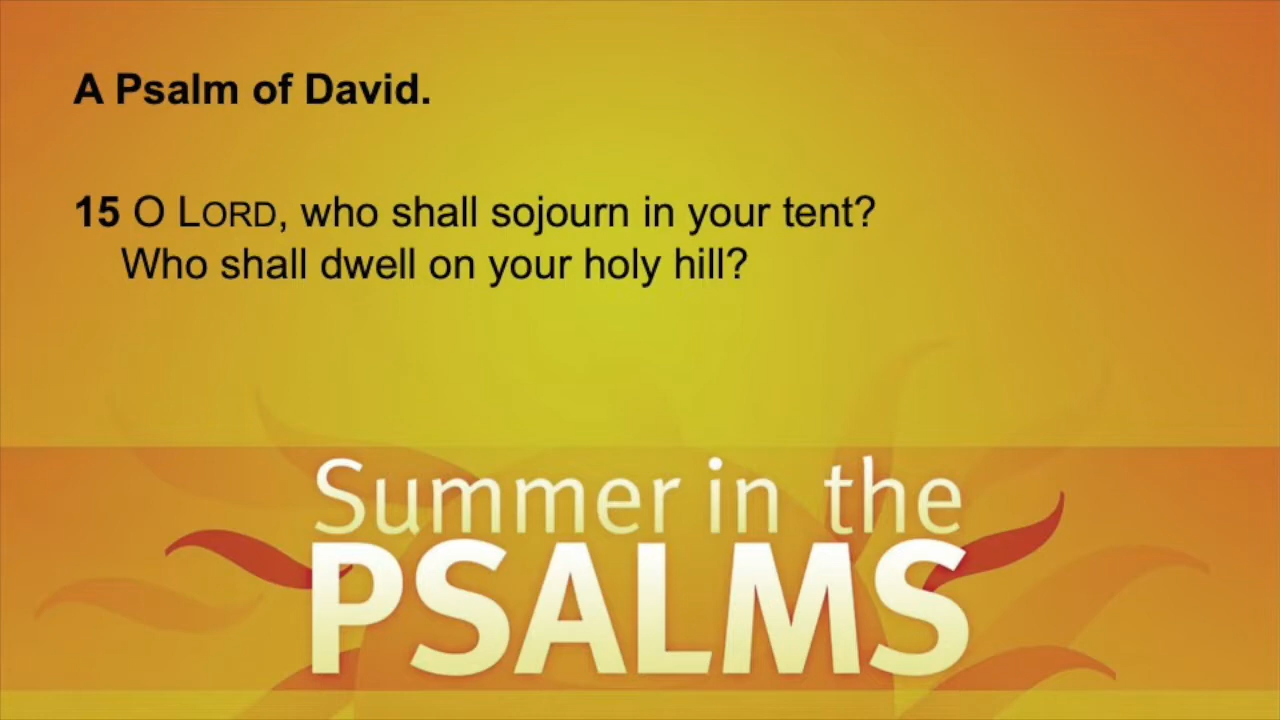 A Psalm of David.
15 O LORD, who shall sojourn in your tent?
Who shall dwell on your holy hill?
Summer in the
PSALMS